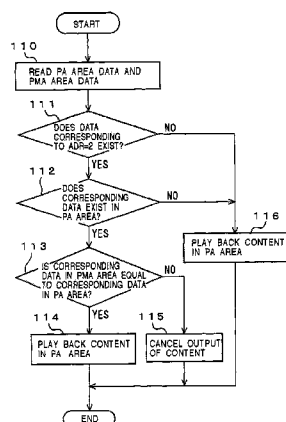 START
110
READ PA AREA DATA AND
PMA AREA DATA
111
DOES DATA
CORRESPONDING
TO ADR=2 EXIST?
NO
YES
112
DOES
CORRESPONDING
DATA EXIST IN
PA AREA?
NO
YES
116
PLAY BACK CONTENT
IN PA AREA
113
IS CORRESPONDING
DATA IN PMA AREA EQUAL
TO CORRESPONDING DATA
IN PA AREA?
NO
YES
114
PLAY BACK CONTENT
IN PA AREA
115
CANCEL OUTPUT
OF CONTENT
END